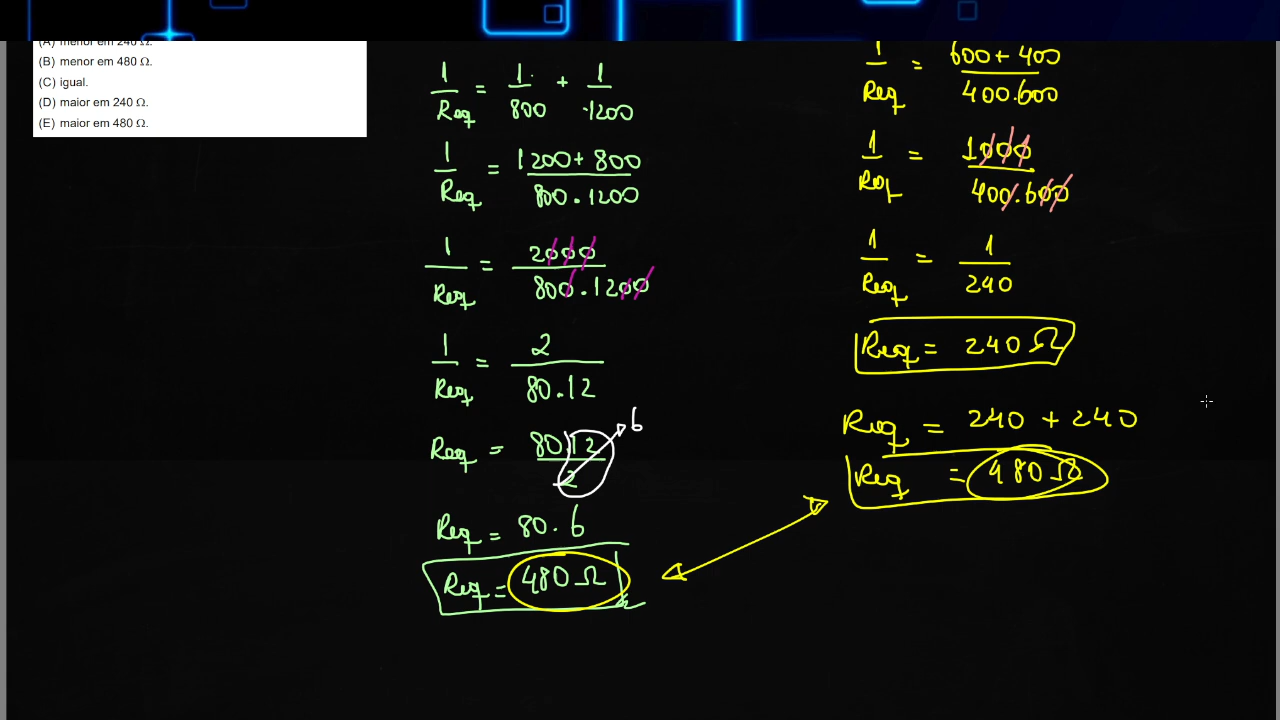 (A) menor em 240 Ω.
(B) menor em 480 Ω.
(C) igual.
(D) maior em 240 Ω.
(E) maior em 480 Ω.
1/Req = 1/800 + 1/1200
1/Req = 1200 + 800/800.1200
1/Req = 2000/800.1200
1/Req = 2/80.12
Req = 80.12/2 6
Req = 80.6
Req = 480 Ω
1/Req = 600 + 400/400.600
1/Req = 1000/400.600
1/Req = 1/240
Req = 240 Ω
Req = 240 + 240
Req = 480 Ω